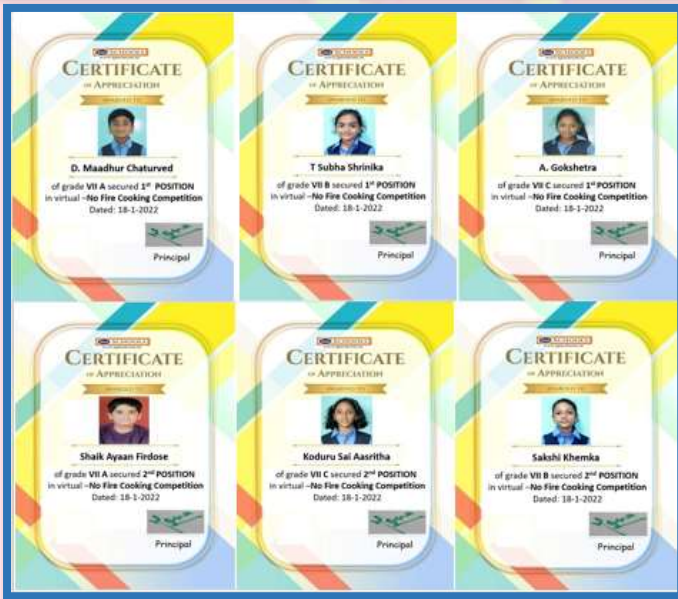 SCHOOLS
CERTIFICATE
OF APPRECIATION
D. Maadhur Chaturved
of grade VII A secured 1st POSITION
in virtual –No Fire Cooking Competition
Dated: 18-1-2022
Principal
SCHOOLS
CERTIFICATE
OF APPRECIATION
T Subha Shrinika
of grade VII B secured 1st POSITION
in virtual –No Fire Cooking Competition
Dated: 18-1-2022
Principal
SCHOOLS
CERTIFICATE
OF APPRECIATION
A. Gokshetra
of grade VII C secured 1st POSITION
in virtual –No Fire Cooking Competition
Dated: 18-1-2022
Principal
SCHOOLS
CERTIFICATE
OF APPRECIATION
Shaik Ayaan Firdose
of grade VII A secured 2nd POSITION
in virtual –No Fire Cooking Competition
Dated: 18-1-2022
Principal
SCHOOLS
CERTIFICATE
OF APPRECIATION
Koduru Sai Aasritha
of grade VII C secured 2nd POSITION
in virtual –No Fire Cooking Competition
Dated: 18-1-2022
Principal
SCHOOLS
CERTIFICATE
OF APPRECIATION
Sakshi Khemka
of grade VII B secured 2nd POSITION
in virtual –No Fire Cooking Competition
Dated: 18-1-2022
Principal